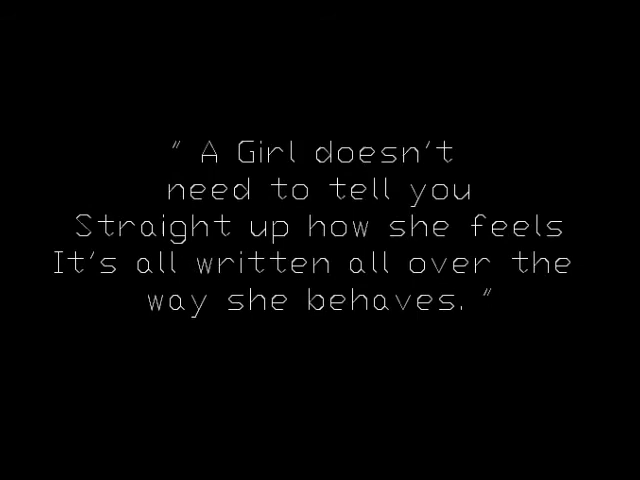 " A Girl doesn't
need to tell you
Straight up how she feels
It's all written all over the
way she behaves. "